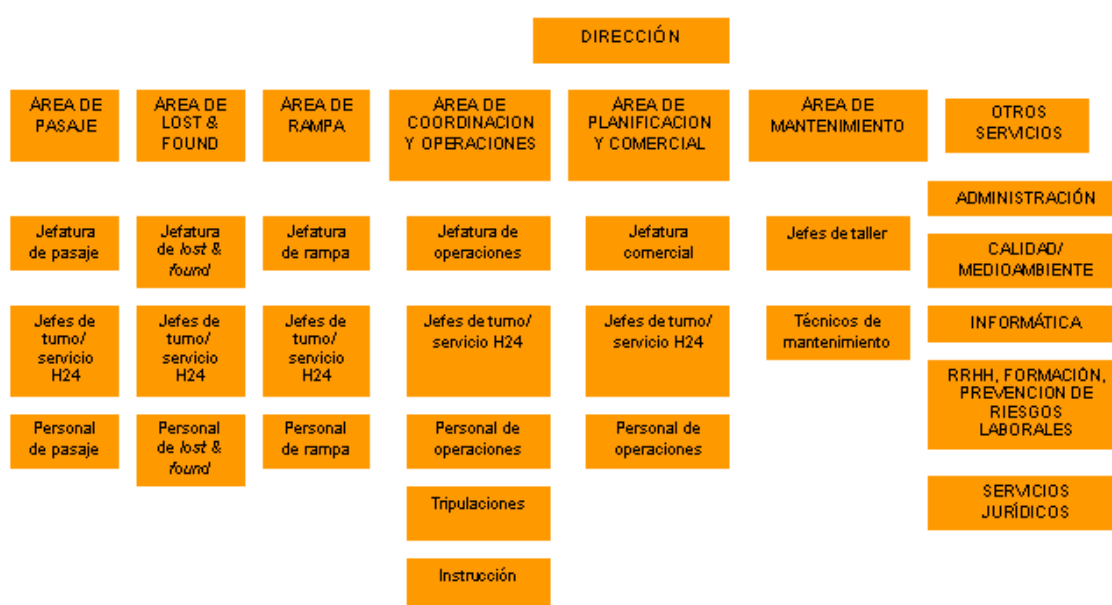 DIRECCIÓN
ÁREA DE
PASAJE
ÁREA DE
LOST &
FOUND
ÁREA DE
RAMPA
ÁREA DE
COORDINACION
Y OPERACIONES
ÁREA DE
PLANIFICACION
Y COMERCIAL
ÁREA DE
MANTENIMIENTO
OTROS
SERVICIOS
Jefatura
de pasaje
Jefatura
de lost &
found
Jefatura
de rampa
Jefatura de
operaciones
Jefatura
comercial
Jefes de taller
ADMINISTRACIÓN
CALIDAD/
MEDIOAMBIENTE
Jefes de
turno/
servicio
H24
Jefes de
turno/
servicio
H24
Jefes de
turno/
servicio
H24
Jefes de turno/
servicio H24
Jefes de turno/
servicio H24
Técnicos de
mantenimiento
INFORMÁTICA
RRHH, FORMACIÓN,
PREVENCION DE
RIESGOS
LABORALES
Personal
de pasaje
Personal
de lost &
found
Personal
de rampa
Personal de
operaciones
Personal de
operaciones
SERVICIOS
JURÍDICOS
Tripulaciones
Instrucción